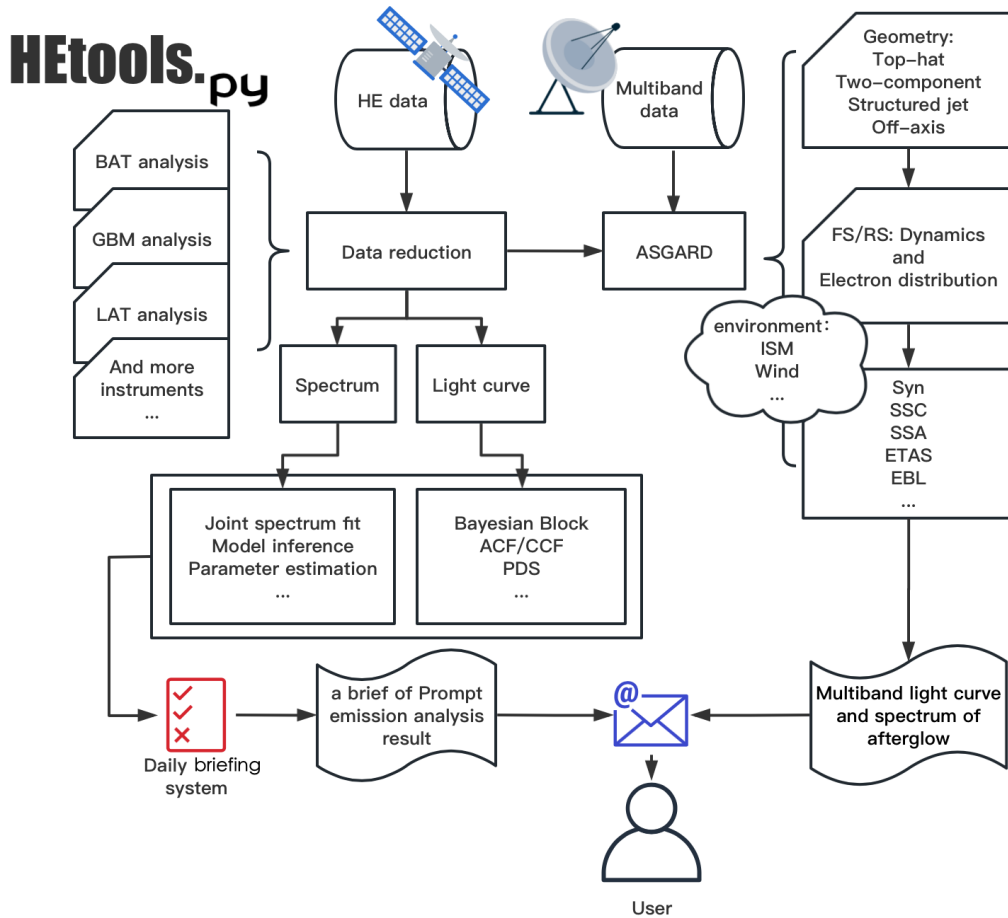 HEtools.py
HE data
Multiband
data
Geometry:
Top-hat
Two-component
Structured jet
Off-axis
BAT analysis
GBM analysis
LAT analysis
And more
instruments
...
Data reduction
ASGARD
FS/RS: Dynamics
and
Electron distribution
environment:
ISM
Wind
...
Spectrum
Light curve
Syn
SSC
SSA
ETAS
EBL
...
Joint spectrum fit
Model inference
Parameter estimation
...
Bayesian Block
ACF/CCF
PDS
...
Daily briefing
system
a brief of Prompt
emission analysis
result
@
Multiband light curve
and spectrum of
afterglow
User